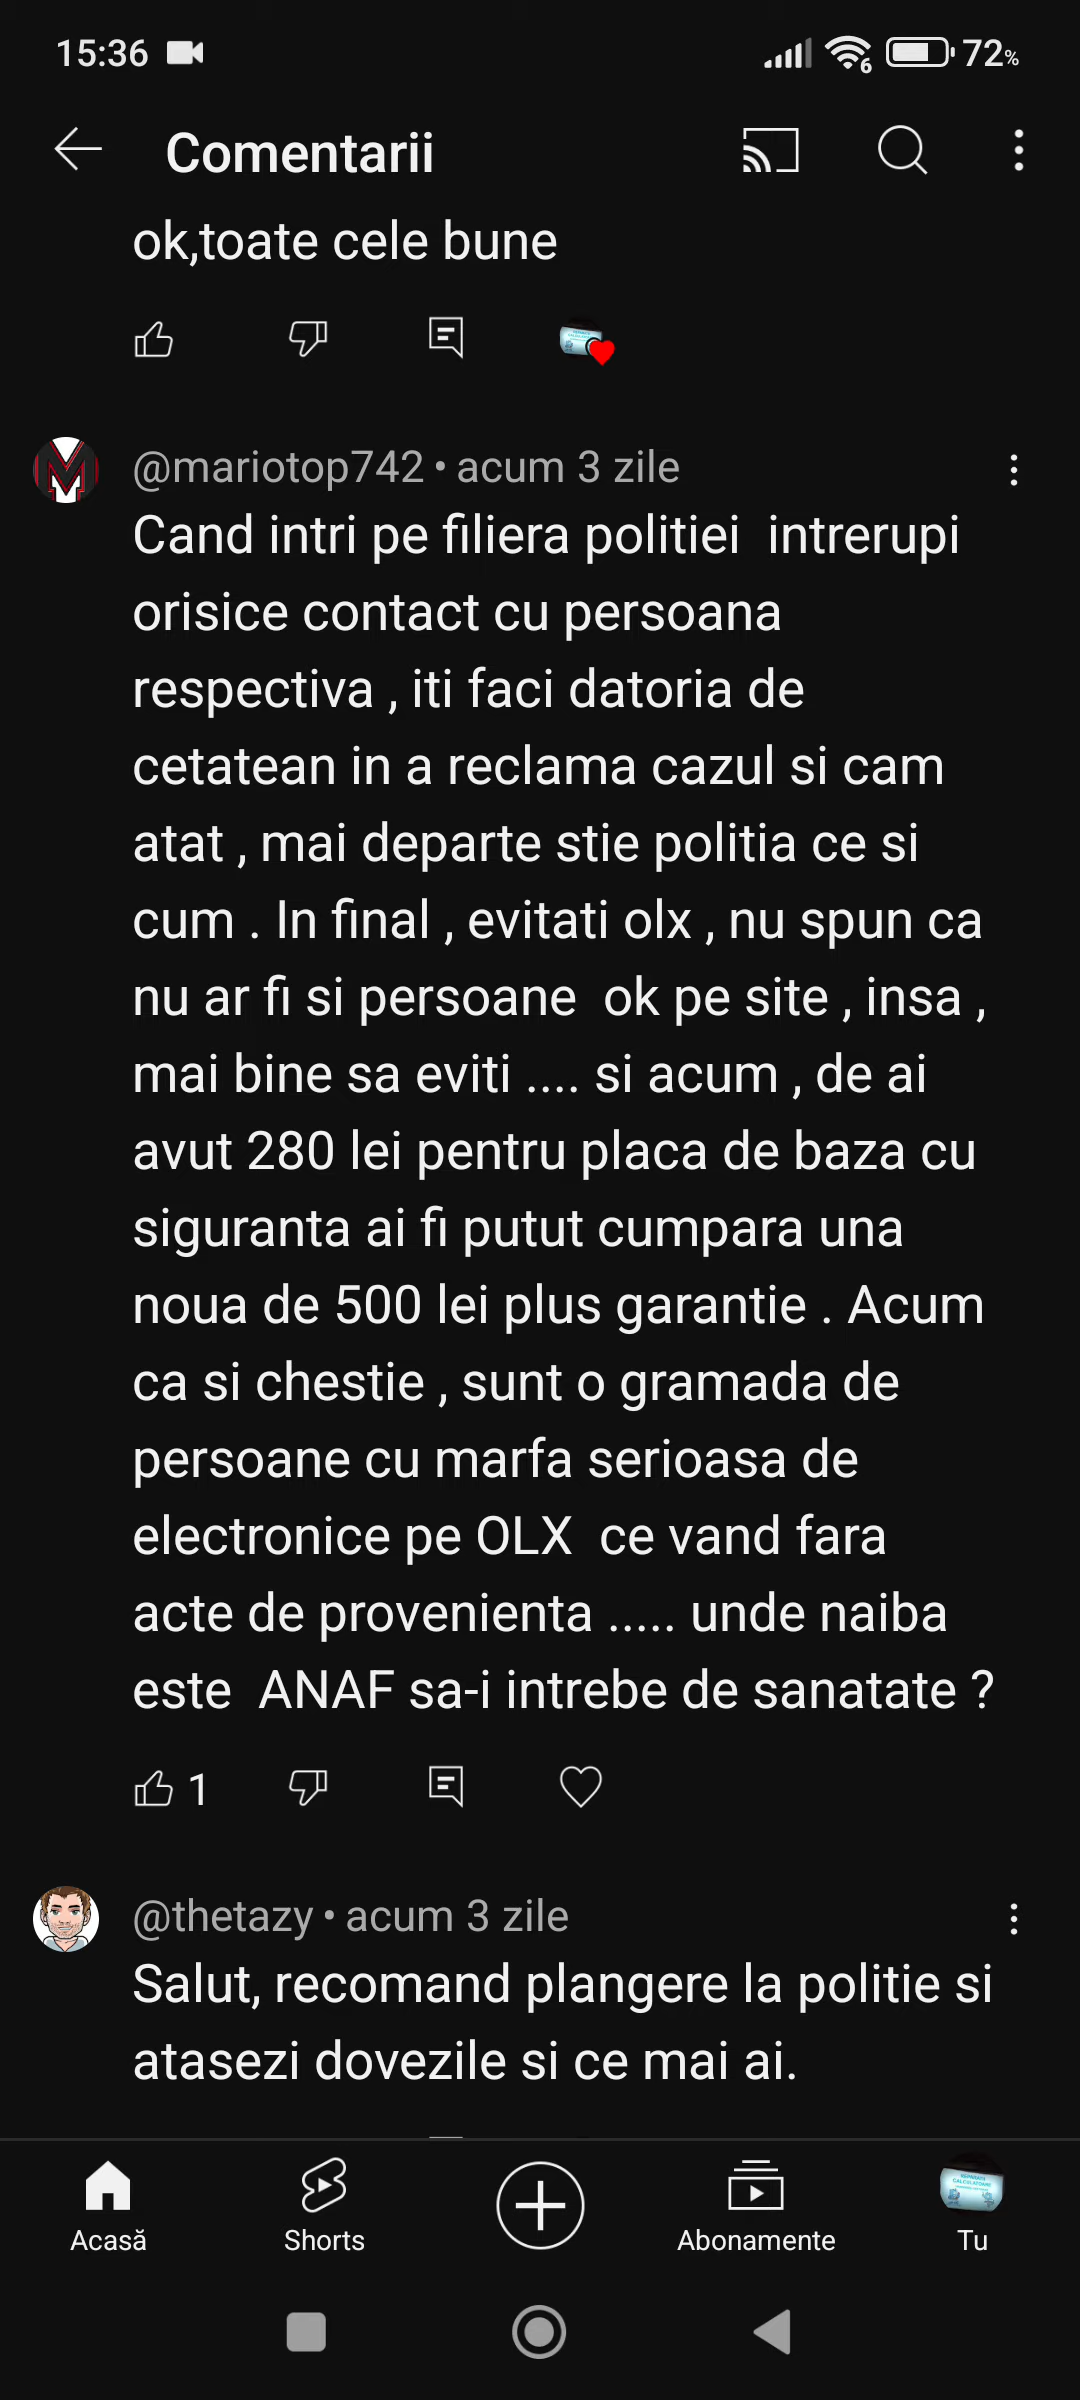 15:36
6
72%
Comentarii
ok,toate cele bune
@mariotop742 • acum 3 zile
Cand intri pe filiera politiei  intrerupi
orisice contact cu persoana
respectiva , iti faci datoria de
cetatean in a reclama cazul si cam
atat , mai departe stie politia ce si
cum . In final , evitati olx , nu spun ca
nu ar fi si persoane  ok pe site , insa ,
mai bine sa eviti .... si acum , de ai
avut 280 lei pentru placa de baza cu
siguranta ai fi putut cumpara una
noua de 500 lei plus garantie . Acum
ca si chestie , sunt o gramada de
persoane cu marfa serioasa de
electronice pe OLX  ce vand fara
acte de provenienta ..... unde naiba
este  ANAF sa-i intrebe de sanatate ?
1
@thetazy • acum 3 zile
Salut, recomand plangere la politie si
atasezi dovezile si ce mai ai.
Acasă
Shorts
Abonamente
Tu